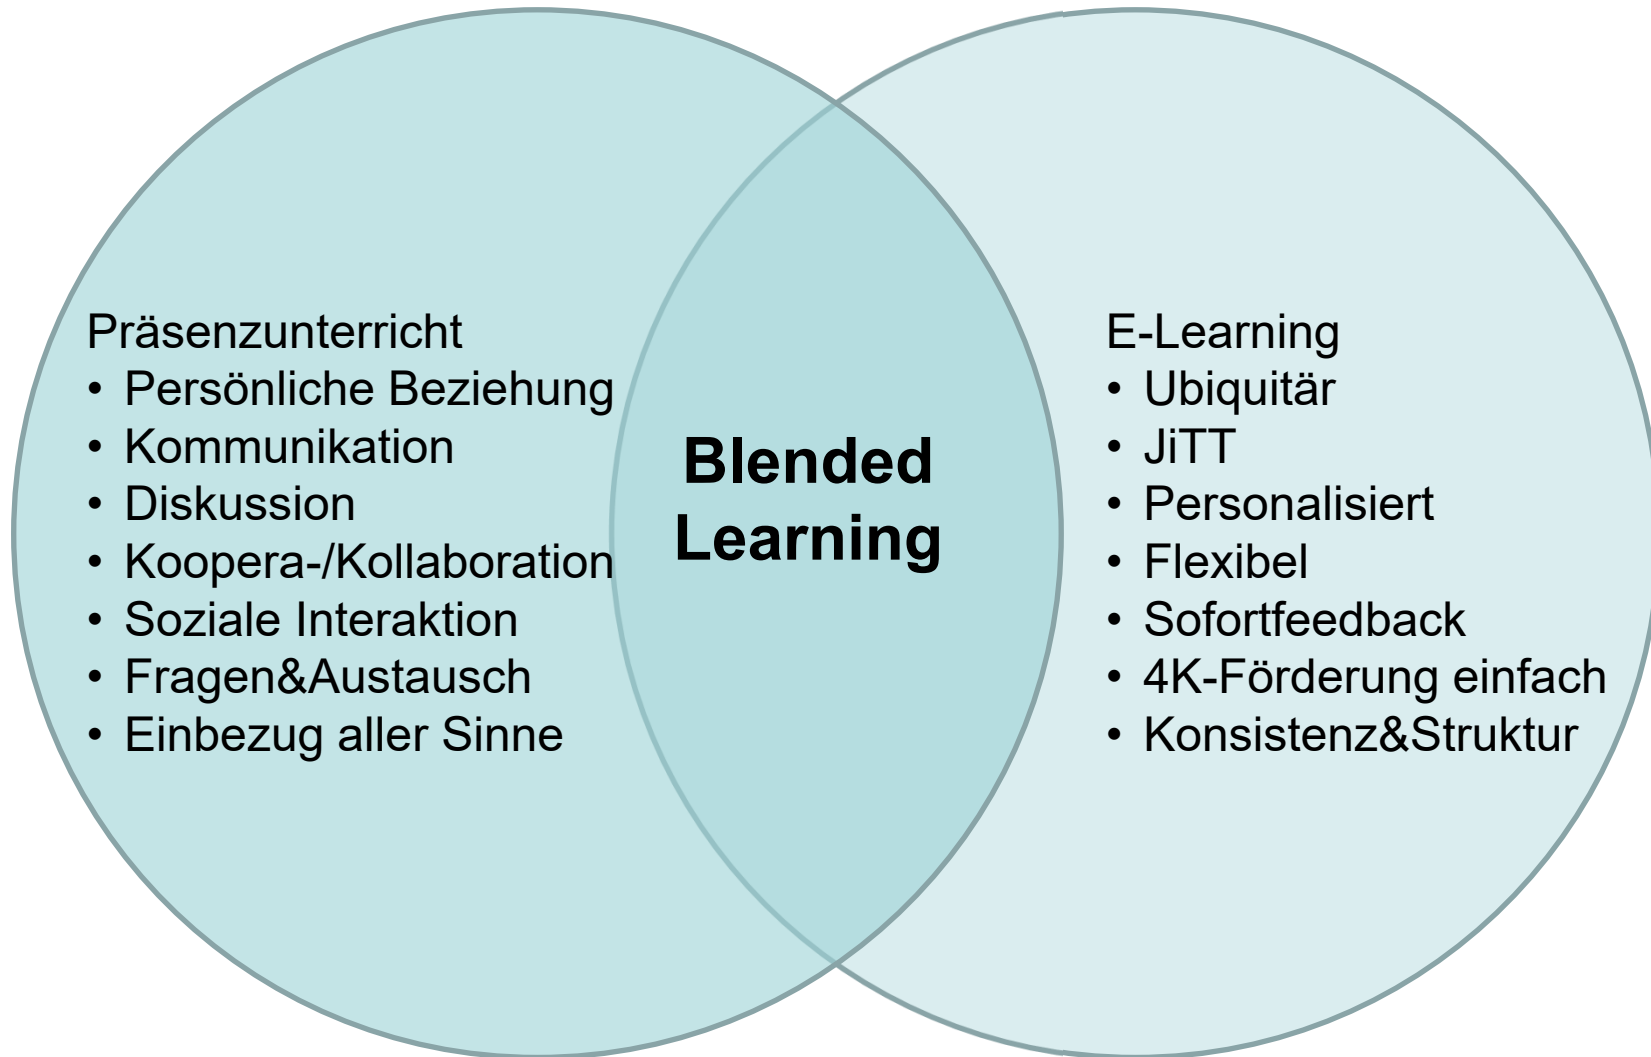 Präsenzunterricht
• Persönliche Beziehung
• Kommunikation
• Diskussion
• Koopera-/Kollaboration
• Soziale Interaktion
• Fragen&Austausch
• Einbezug aller Sinne
Blended
Learning
E-Learning
• Ubiquitär
• JiTT
• Personalisiert
• Flexibel
• Sofortfeedback
• 4K-Förderung einfach
• Konsistenz&Struktur